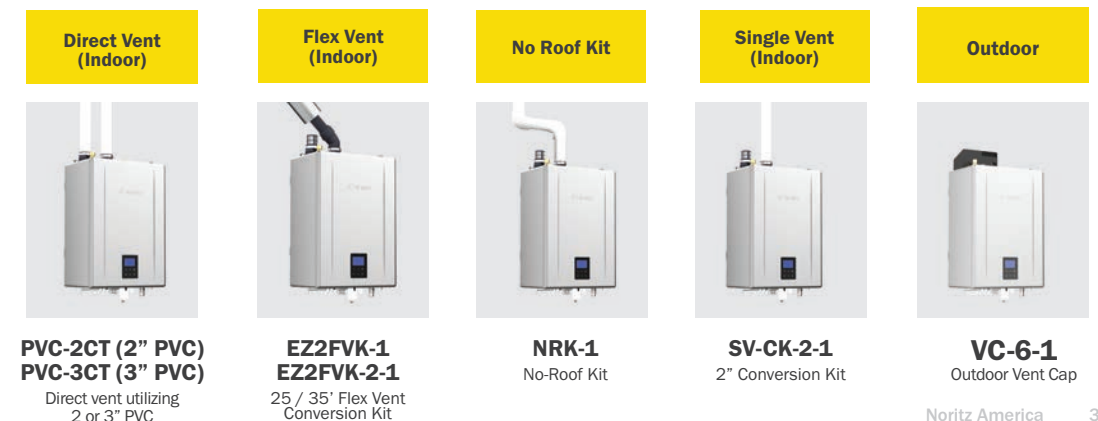 Direct Vent
(Indoor)
Flex Vent
(Indoor)
No Roof Kit
Single Vent
(Indoor)
Outdoor
PVC-2CT (2” PVC)
PVC-3CT (3” PVC)
Direct vent utilizing
2 or 3” PVC
EZ2FVK-1
EZ2FVK-2-1
25 / 35’ Flex Vent
Conversion Kit
NRK-1
No-Roof Kit
SV-CK-2-1
2” Conversion Kit
VC-6-1
Outdoor Vent Cap
Noritz America 3